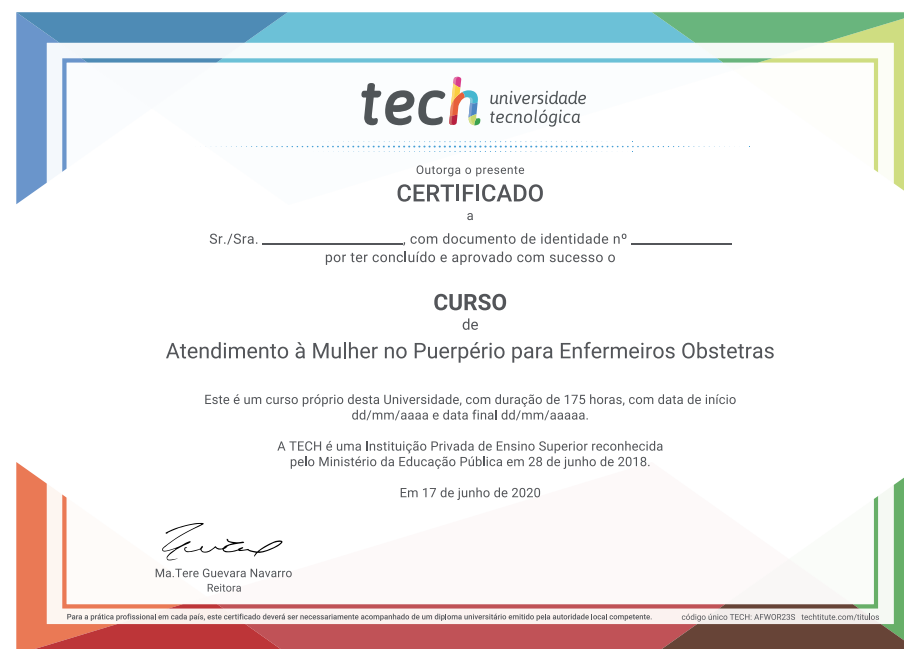 tech universidade
tecnológica
Outorga o presente
CERTIFICADO
a
Sr./Sra. ____________________, com documento de identidade nº ______________
por ter concluído e aprovado com sucesso o
CURSO
de
Atendimento à Mulher no Puerpério para Enfermeiros Obstetras
Este é um curso próprio desta Universidade, com duração de 175 horas, com data de início
dd/mm/aaaa e data final dd/mm/aaaaa.
A TECH é uma Instituição Privada de Ensino Superior reconhecida
pelo Ministério da Educação Pública em 28 de junho de 2018.
Em 17 de junho de 2020
Ma.Tere Guevara Navarro
Reitora
Para a prática profissional em cada país, este certificado deverá ser necessariamente acompanhado de um diploma universitário emitido pela autoridade local competente. código único TECH: AFWOR23S techtitute.com/titulos